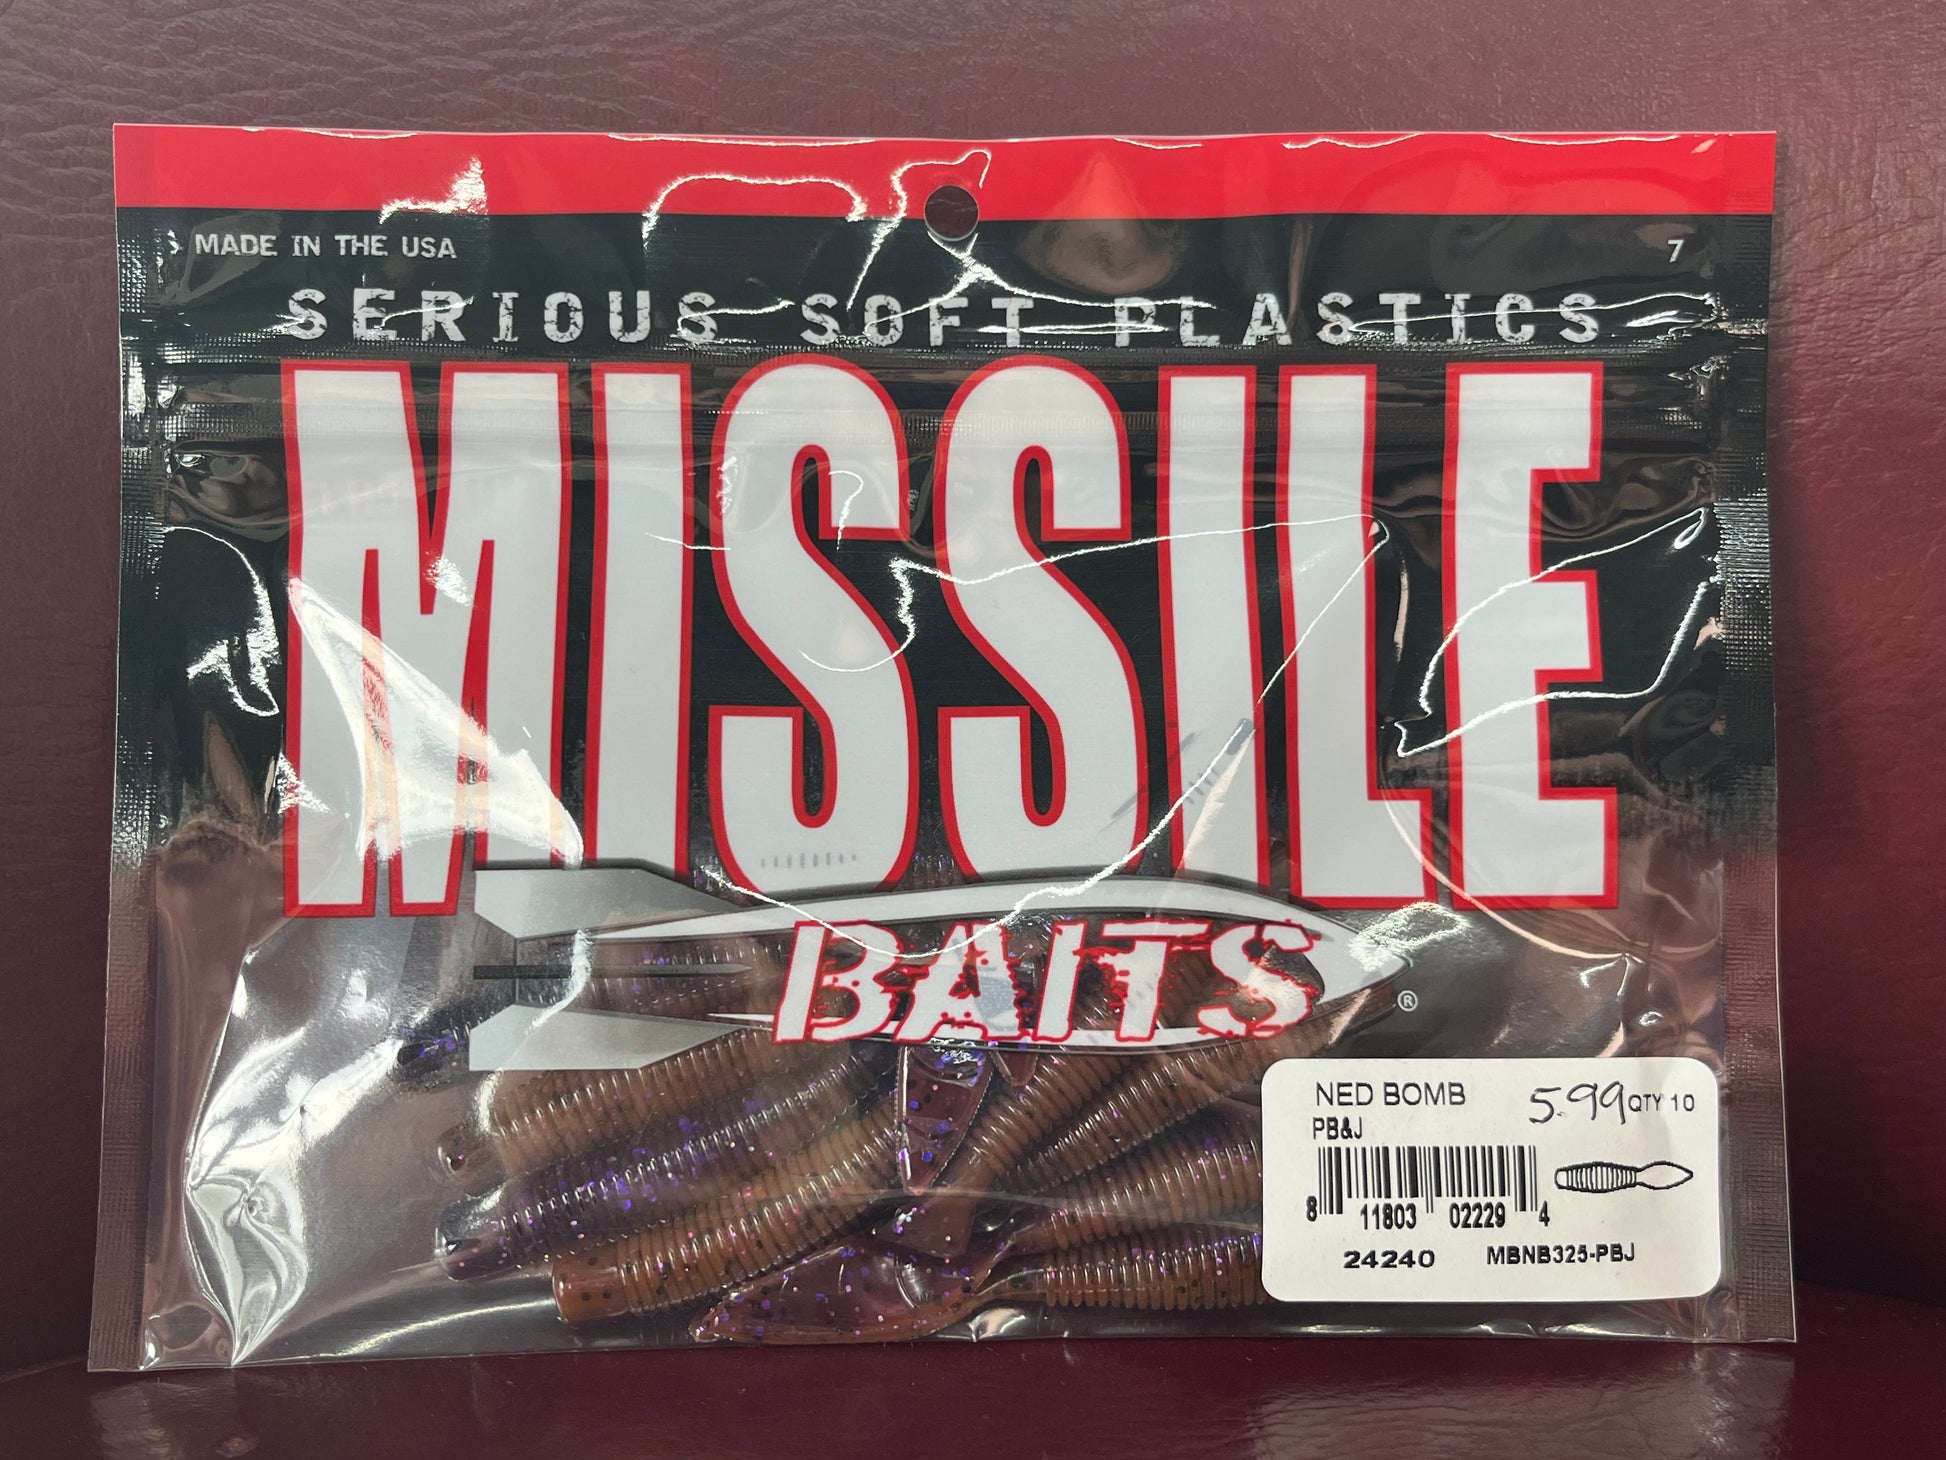 MADE IN THE USA
7
SERIOUS SOFT PLASTICS
MISSILE
BAITS
®
NED BOMB
5.99 QTY 10
PB&J
8 11803 02229 4
24240 MBNB325-PBJ